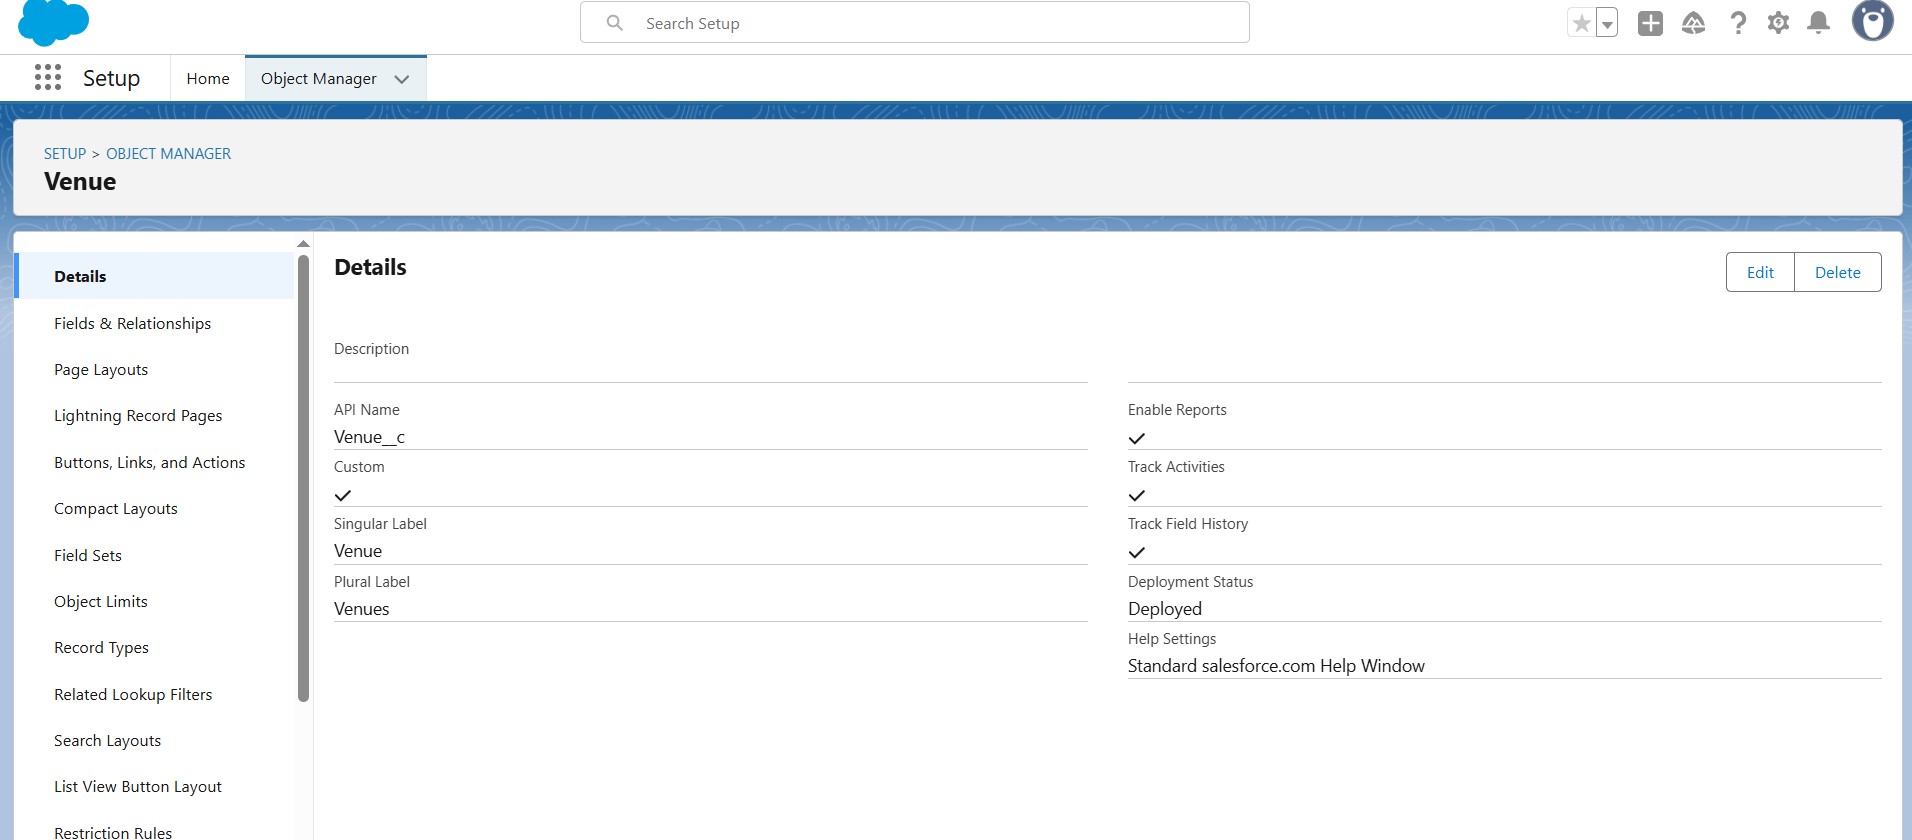 Search Setup
Setup
Home
Object Manager
SETUP > OBJECT MANAGER
Venue
Details
Fields & Relationships
Page Layouts
Lightning Record Pages
Buttons, Links, and Actions
Compact Layouts
Field Sets
Object Limits
Record Types
Related Lookup Filters
Search Layouts
List View Button Layout
Restriction Rules
Details
Edit
Delete
Description
API Name
Venue__c
Custom
Singular Label
Venue
Plural Label
Venues
Enable Reports
Track Activities
Track Field History
Deployment Status
Deployed
Help Settings
Standard salesforce.com Help Window